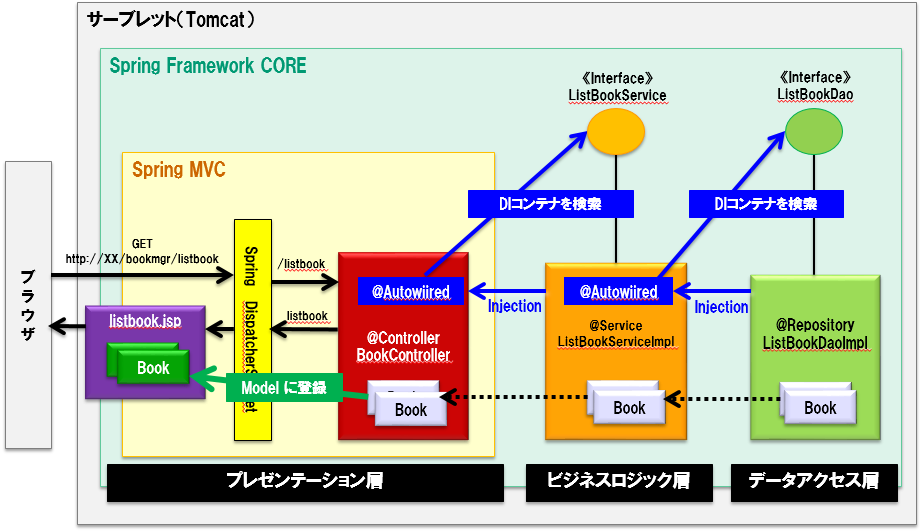 サーブレット(Tomcat)
Spring Framework CORE
《Interface》
ListBookService
《Interface》
ListBookDao
Spring MVC
DIコンテナを検索
DIコンテナを検索
ブラウザ
GET
http://XX/bookmgr/listbook
Spring
/listbook
@Autowiired
Injection
@Autowiired
Injection
listbook.jsp
listbook
@Controller
BookController
@Service
ListBookServiceImpl
@Repository
ListBookDaoImpl
Book
Model に登録
Book
Book
Book
プレゼンテーション層
ビジネスロジック層
データアクセス層